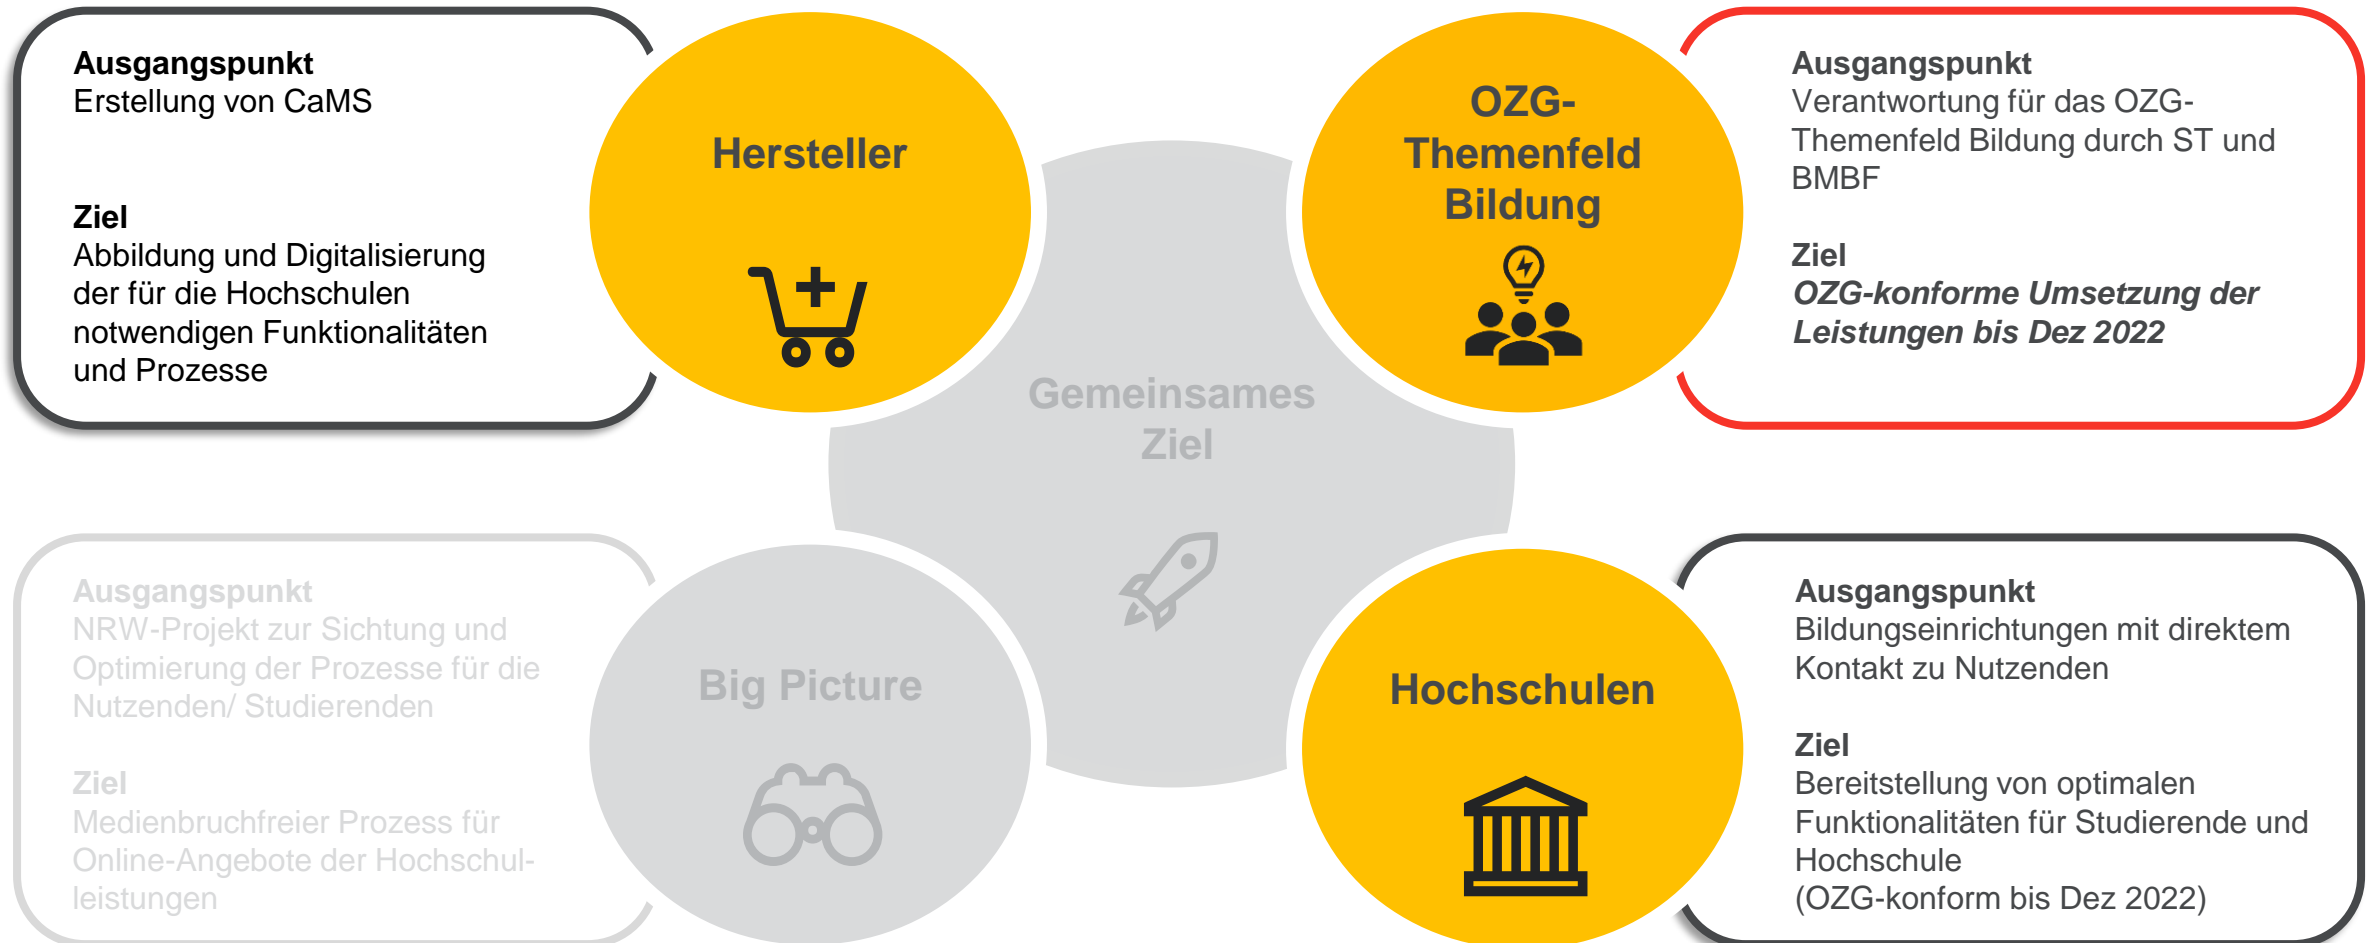 Ausgangspunkt
Erstellung von CaMS
Ziel
Abbildung und Digitalisierung
der für die Hochschulen
notwendigen Funktionalitäten
und Prozesse
Hersteller
OZG-
Themenfeld
Bildung
Ausgangspunkt
Verantwortung für das OZG-
Themenfeld Bildung durch ST und
BMBF
Ziel
OZG-konforme Umsetzung der
Leistungen bis Dez 2022
Gemeinsames
Ziel
Ausgangspunkt
NRW-Projekt zur Sichtung und
Optimierung der Prozesse für die
Nutzenden/ Studierenden
Ziel
Medienbruchfreier Prozess für
Online-Angebote der Hochschul-
leistungen
Big Picture
Hochschulen
Ausgangspunkt
Bildungseinrichtungen mit direktem
Kontakt zu Nutzenden
Ziel
Bereitstellung von optimalen
Funktionalitäten für Studierende und
Hochschule
(OZG-konform bis Dez 2022)